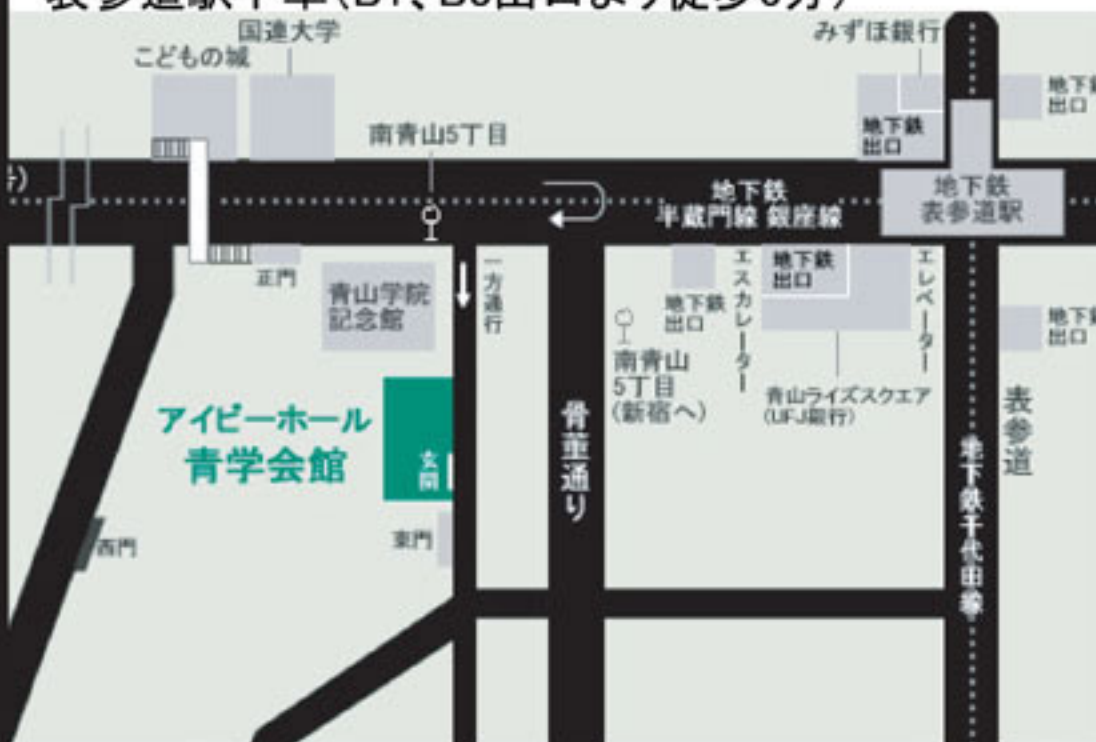 国連大学
こどもの城
みずほ銀行
地下鉄
出口
南青山5丁目
地下鉄
出口
地下鉄
半蔵門線 銀座線
地下鉄
表参道駅
正門
青山学院
記念館
一方通行
地下鉄
出口
エスカレーター
地下鉄
出口
エレベーター
地下鉄
出口
南青山
5丁目
(新宿へ)
青山ライズスクエア
(UFJ銀行)
表参道
アイビーホール
青学会館
玄関
骨董通り
地下鉄千代田線
西門
東門